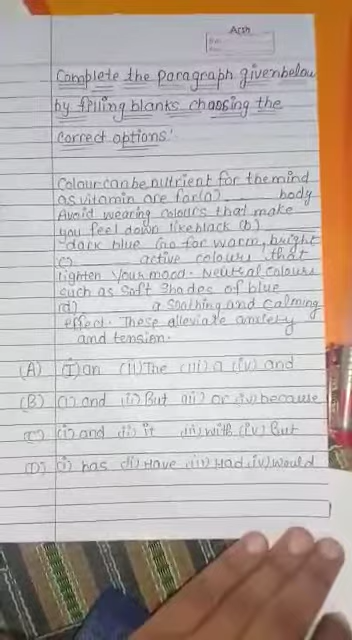 Complete the paragraph given below
by filling blanks choosing the
correct options.
Colour can be nutrient for the mind
as vitamin are for (a) ____ body
Avoid wearing colours that make
you feel down like black (b) ____
dark blue Go for warm, bright
(c) ____ active colours that
lighten your mood. Neutral colours
such as soft shades of blue
(d) ____ a soothing and calming
effect. These alleviate anxiety
and tension.
(A) (i) an (ii) The (iii) a (iv) and
(B) (i) and (ii) But (iii) or (iv) because
(C) (i) and (ii) it (iii) with (iv) But
(D) (i) has (ii) Have (iii) Had (iv) would